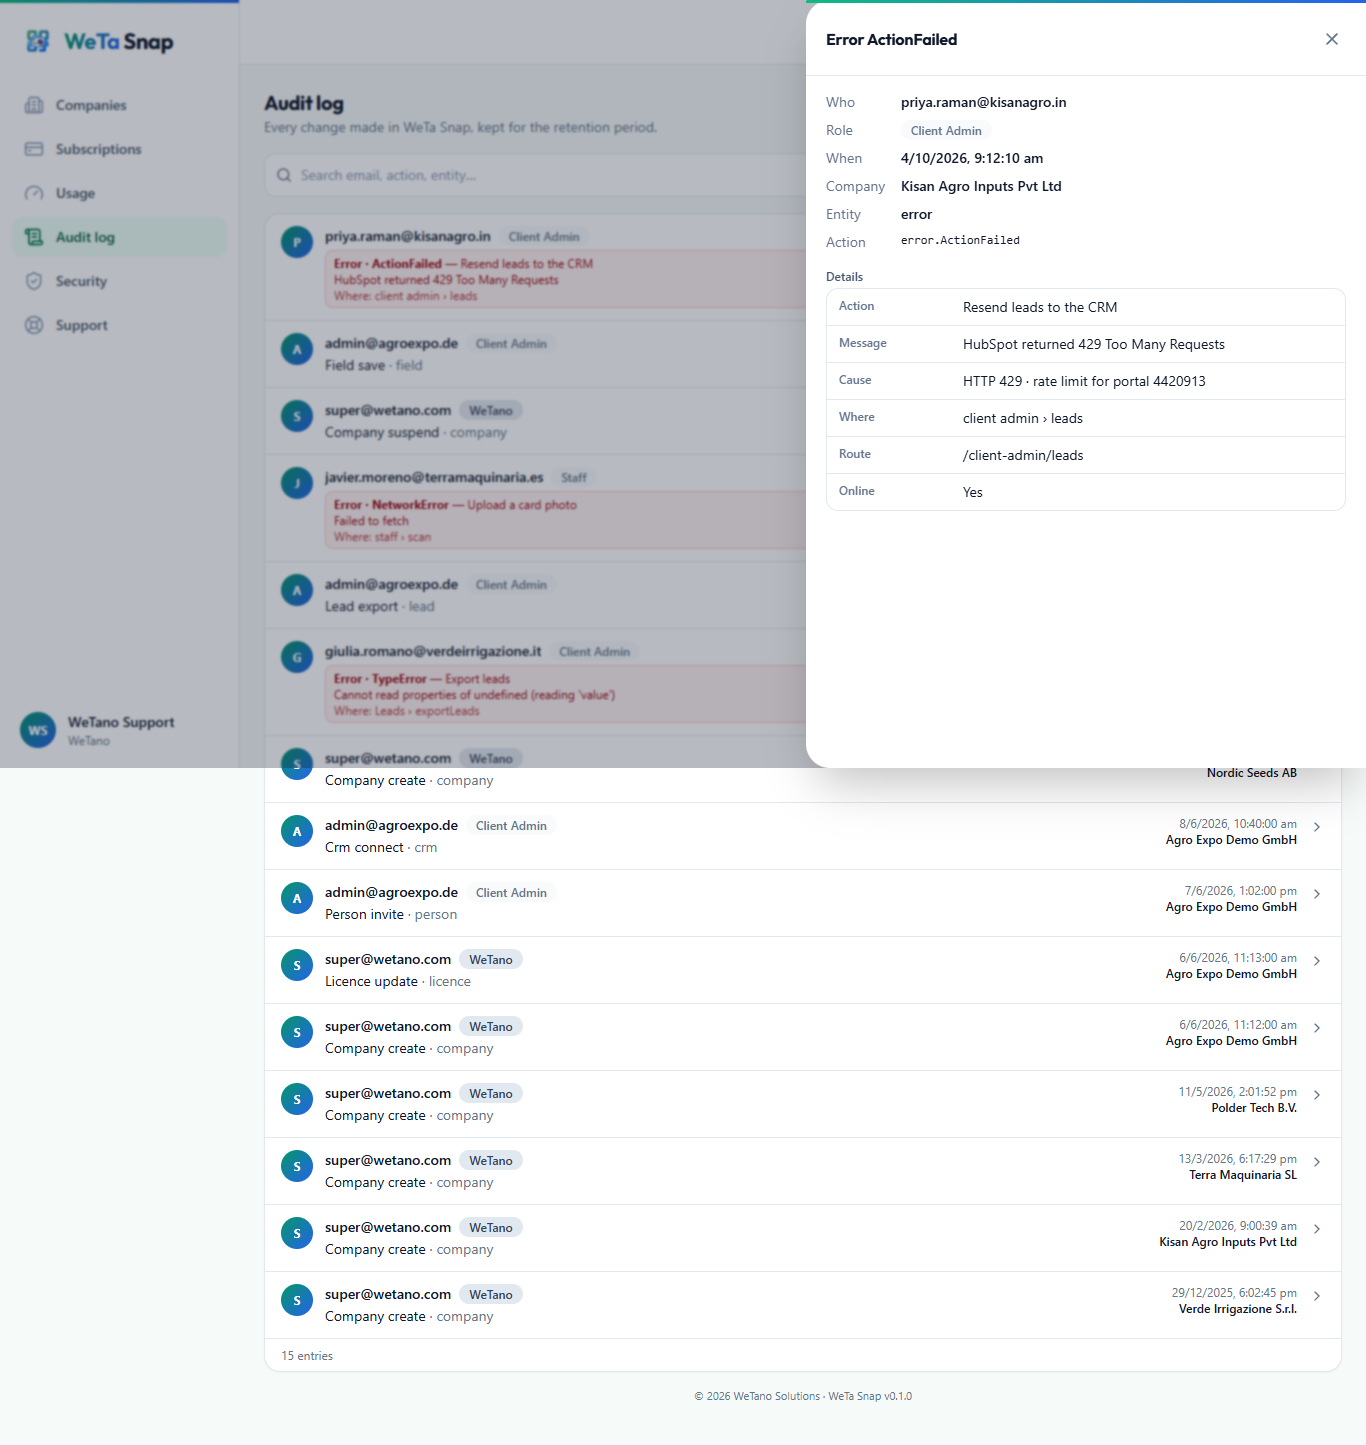 WeTa Snap
Companies
Subscriptions
Usage
Audit log
Security
Support
WS
WeTano Support
WeTano
Audit log
Every change made in WeTa Snap, kept for the retention period.
Search email, action, entity...
P
priya.raman@kisanagro.in Client Admin
Error · ActionFailed — Resend leads to the CRM
HubSpot returned 429 Too Many Requests
Where: client admin › leads
A
admin@agroexpo.de Client Admin
Field save · field
S
super@wetano.com WeTano
Company suspend · company
J
javier.moreno@terramaquinaria.es Staff
Error · NetworkError — Upload a card photo
Failed to fetch
Where: staff › scan
A
admin@agroexpo.de Client Admin
Lead export · lead
G
giulia.romano@verdeirrigazione.it Client Admin
Error · TypeError — Export leads
Cannot read properties of undefined (reading 'value')
Where: Leads › exportLeads
S
super@wetano.com WeTano
Company create · company
Nordic Seeds AB
A
admin@agroexpo.de Client Admin
Crm connect · crm
8/6/2026, 10:40:00 am
Agro Expo Demo GmbH
A
admin@agroexpo.de Client Admin
Person invite · person
7/6/2026, 1:02:00 pm
Agro Expo Demo GmbH
S
super@wetano.com WeTano
Licence update · licence
6/6/2026, 11:13:00 am
Agro Expo Demo GmbH
S
super@wetano.com WeTano
Company create · company
6/6/2026, 11:12:00 am
Agro Expo Demo GmbH
S
super@wetano.com WeTano
Company create · company
11/5/2026, 2:01:52 pm
Polder Tech B.V.
S
super@wetano.com WeTano
Company create · company
13/3/2026, 6:17:29 pm
Terra Maquinaria SL
S
super@wetano.com WeTano
Company create · company
20/2/2026, 9:00:39 am
Kisan Agro Inputs Pvt Ltd
S
super@wetano.com WeTano
Company create · company
29/12/2025, 6:02:45 pm
Verde Irrigazione S.r.l.
15 entries
© 2026 WeTano Solutions · WeTa Snap v0.1.0
Error ActionFailed
Who priya.raman@kisanagro.in
Role Client Admin
When 4/10/2026, 9:12:10 am
Company Kisan Agro Inputs Pvt Ltd
Entity error
Action error.ActionFailed
Details
Action Resend leads to the CRM
Message HubSpot returned 429 Too Many Requests
Cause HTTP 429 · rate limit for portal 4420913
Where client admin › leads
Route /client-admin/leads
Online Yes